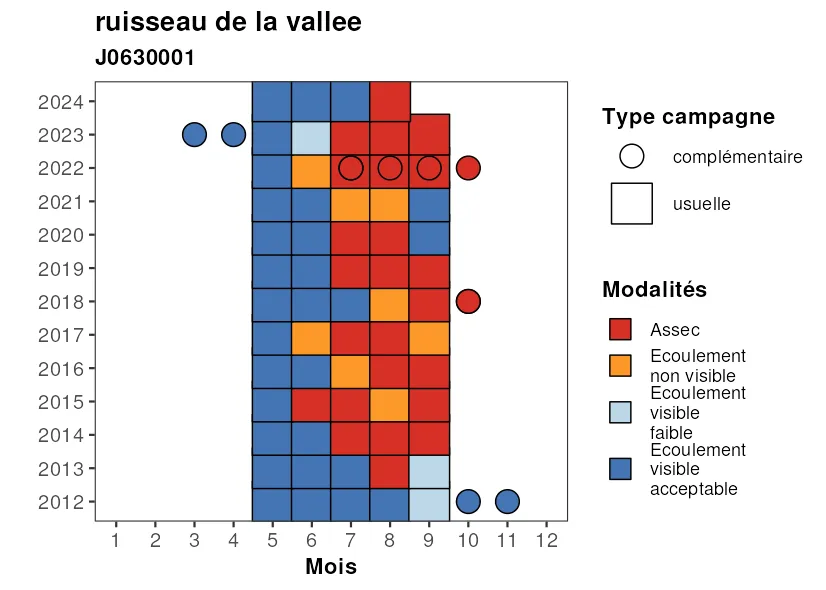 ruisseau de la vallee
J0630001
2024
2023
2022
2021
2020
2019
2018
2017
2016
2015
2014
2013
2012
1 2 3 4 5 6 7 8 9 10 11 12
Mois
Type campagne
complémentaire
usuelle
Modalités
Assec
Ecoulement
non visible
Ecoulement
visible
faible
Ecoulement
visible
acceptable